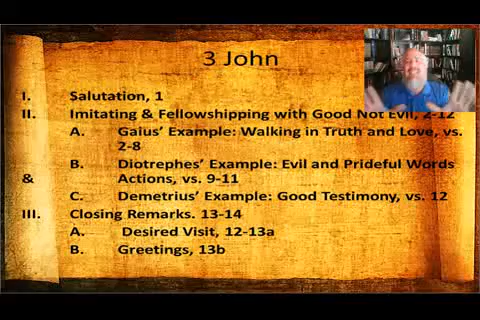 3 John
I. Salutation, 1
II. Imitating & Fellowshipping with Good Not Evil, 2-12
A. Gaius' Example: Walking in Truth and Love, vs.
2-8
B. Diotrephes' Example: Evil and Prideful Words
& Actions, vs. 9-11
C. Demetrius' Example: Good Testimony, vs. 12
III. Closing Remarks. 13-14
A. Desired Visit, 12-13a
B. Greetings, 13b